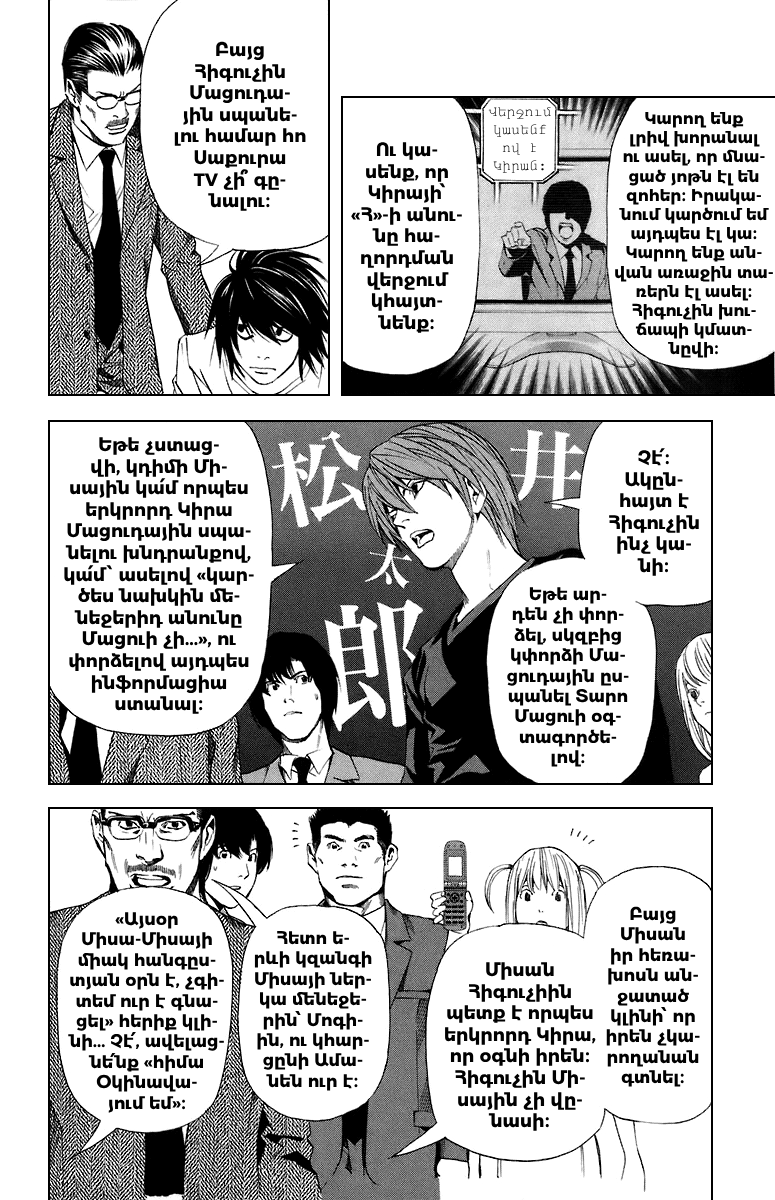 Կարող ենք
լրիվ խորանալ
ու ասել, որ մնա-
ցած յոթն էլ են
զոհեր։ Իրակա-
նում կարծում եմ
այդպես էլ կա։
Կարող ենք ան-
վան առաջին տա-
ռերն էլ ասել։
Հիգուչին խու-
ճապի կմատ-
նըվի։
Վերջում
կասենք
ով է
Կիրան։
Ու կա-
սենք, որ
Կիրայի՝
«Հ»-ի անու-
նը հա-
ղորդման
վերջում
կհայտ-
նենք։
Բայց
Հիգուչին
Մացուդա-
յին սպանե-
լու համար հո
Սաքուրա
TV չի՞ գը-
նալու։
Չէ՛։
Ակըն-
հայտ է
Հիգուչին
ինչ կա-
նի։
Եթե ար-
դեն չի փոր-
ձել, սկզբից
կփորձի Մա-
ցուդային ըս-
պանել Տարո
Մացուի օգ-
տագործե-
լով։
井
松
太
郎
Եթե չստաց-
վի, կդիմի Մի-
սային կա՛մ որպես
երկրորդ Կիրա
Մացուդային սպա-
նելու խնդրանքով,
կա՛մ՝ ասելով «կար-
ծես նախկին մե-
նեջերիդ անունը
Մացուի չի...», ու
փորձելով այդպես
ինֆորմացիա
ստանալ։
Բայց
Միսան
իր հեռա-
խոսն ան-
ջատած
կլինի՝ որ
իրեն չկա-
րողանան
գտնել։
Միսան
Հիգուչիին
պետք է որպես
երկրորդ Կիրա,
որ օգնի իրեն։
Հիգուչին Մի-
սային չի վը-
նասի։
Հետո ե-
րևի կզանգի
Միսայի ներ-
կա մենեջե-
րին՝ Մոգի-
ին, ու կհար-
ցընի Ամա-
նեն ուր է։
«Այսօր
Միսա-Միսայի
միակ հանգըս-
տյան օրն է, չգի-
տեմ ուր է գնա-
ցել» հերիք կլի-
նի... Չէ՛, ավելաց-
նե՛նք «հիմա
Օկինավա-
յում եմ»։